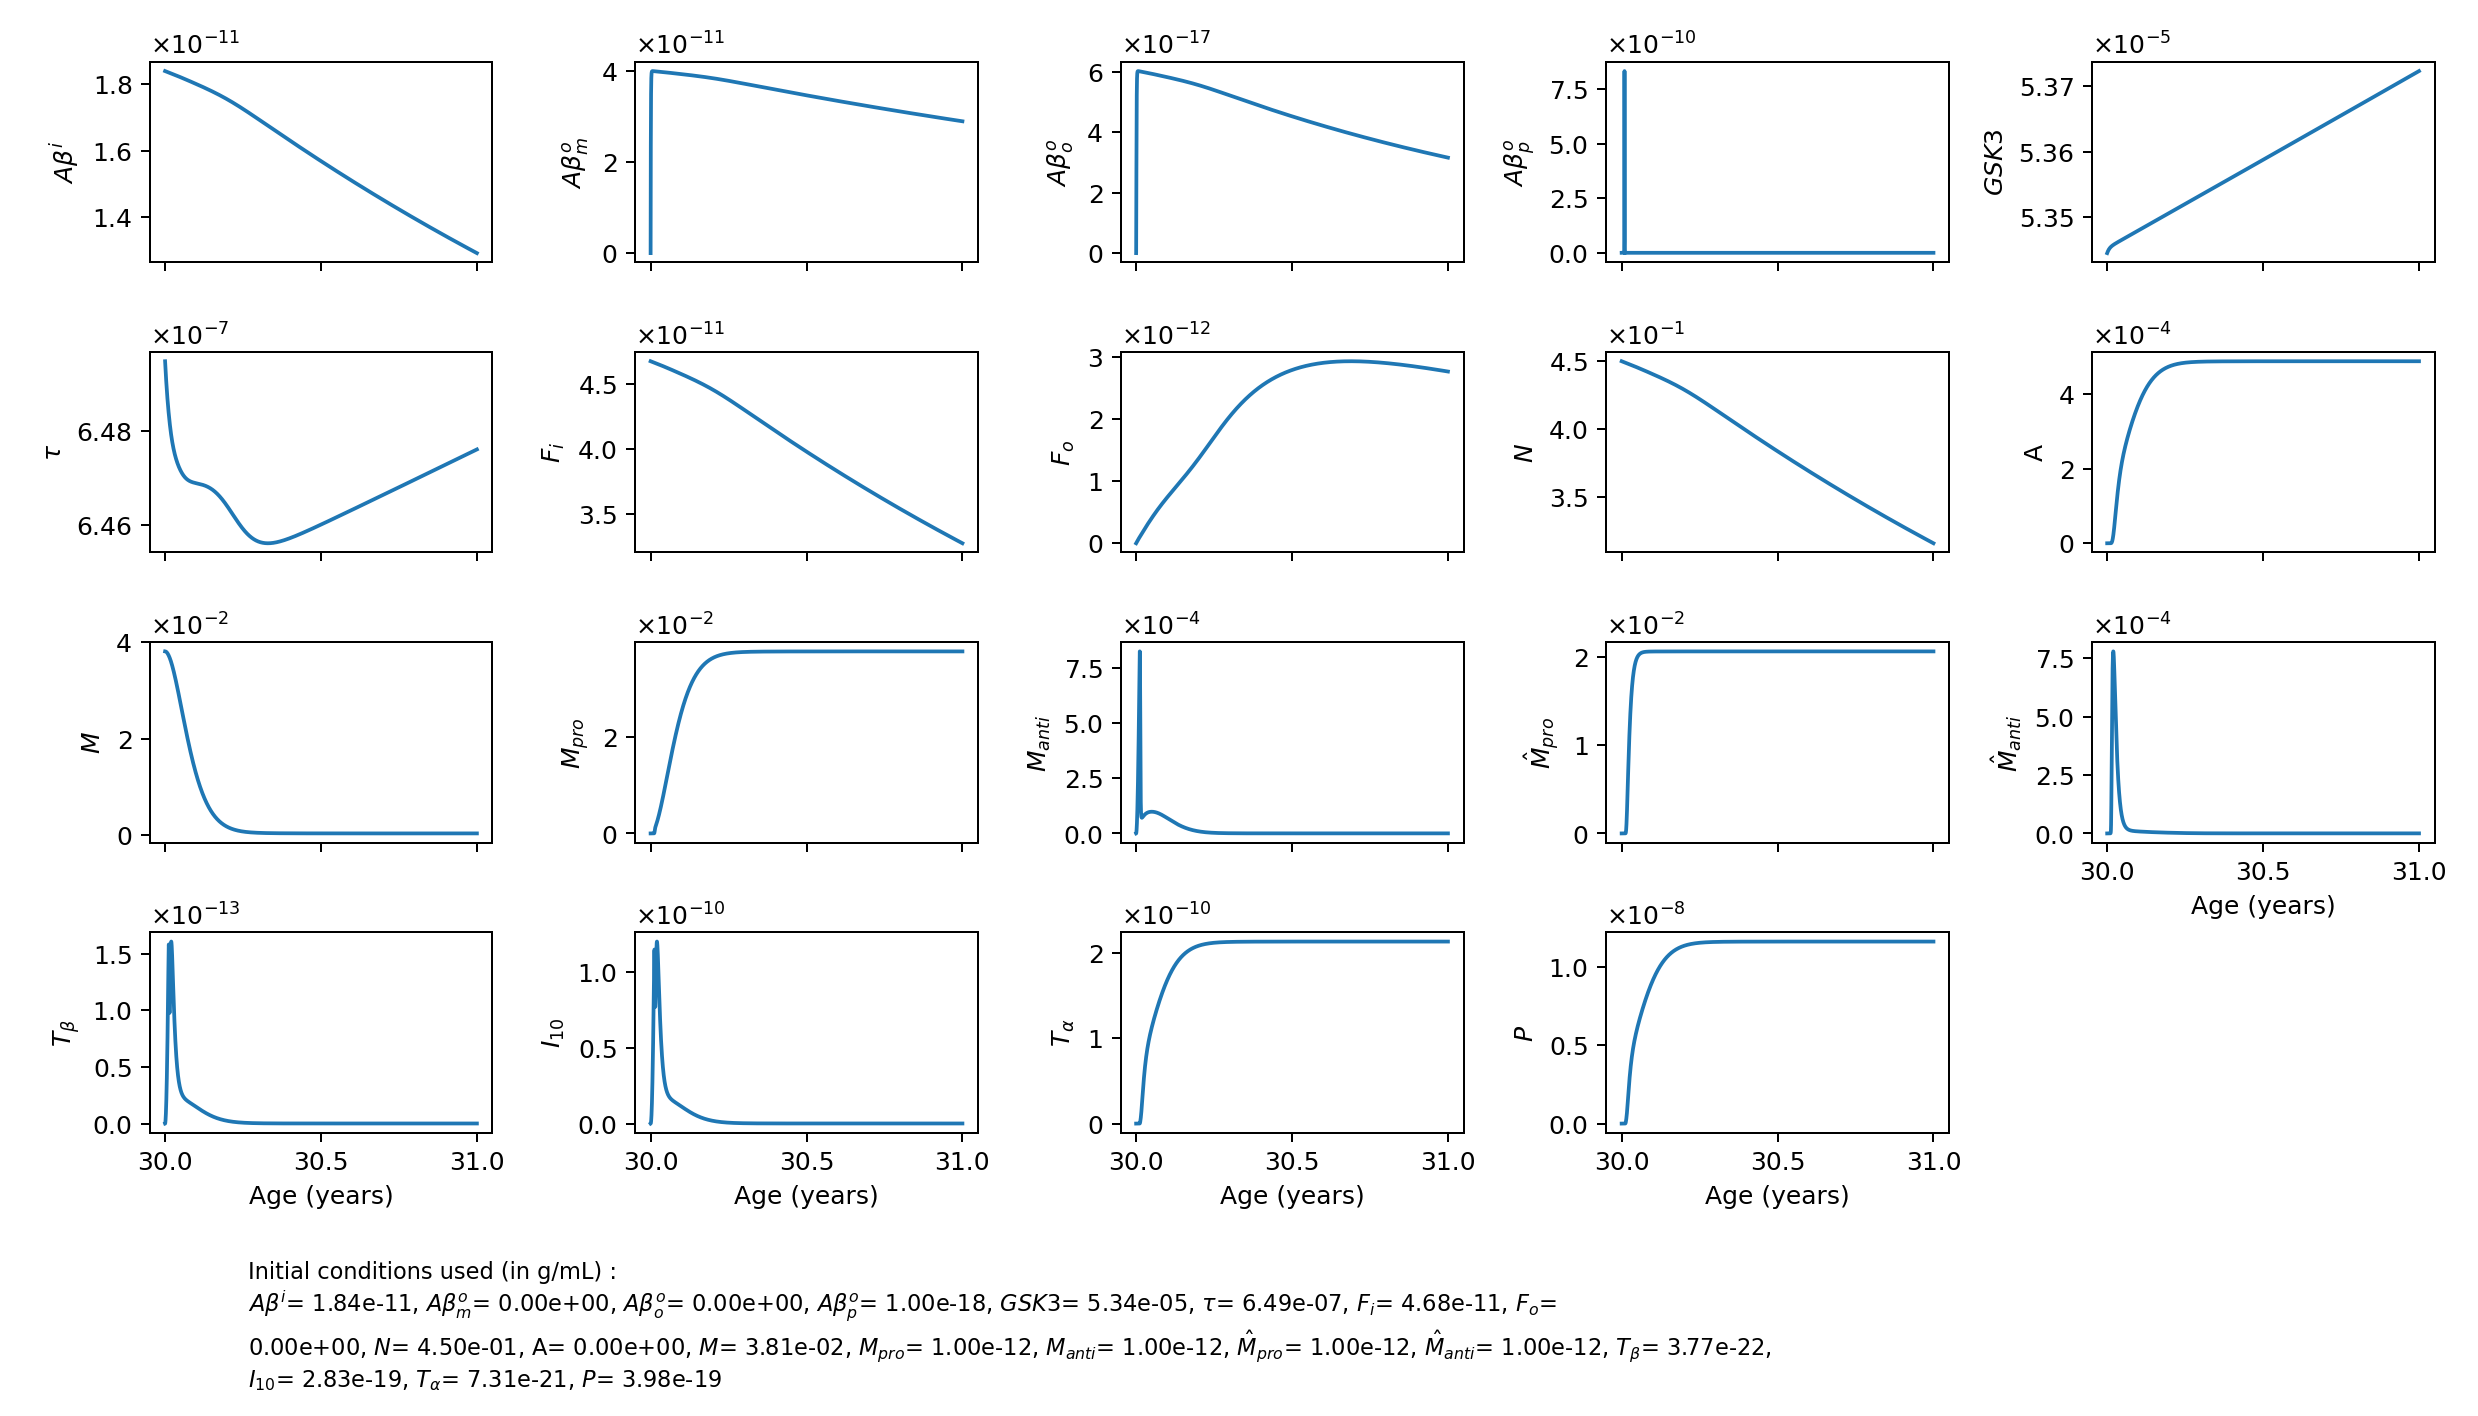 ×10⁻¹¹ ×10⁻¹¹ ×10⁻¹⁷ ×10⁻¹⁰ ×10⁻⁵
Aβⁱ 1.8 1.6 1.4
Aβₘᵒ 4 2 0
Aβₒᵒ 6 4 2 0
Aβₚᵒ 7.5 5.0 2.5 0.0
GSK3 5.37 5.36 5.35
×10⁻⁷ ×10⁻¹¹ ×10⁻¹² ×10⁻¹ ×10⁻⁴
τ 6.48 6.46
Fᵢ 4.5 4.0 3.5
Fₒ 3 2 1 0
N 4.5 4.0 3.5
A 4 2 0
×10⁻² ×10⁻² ×10⁻⁴ ×10⁻² ×10⁻⁴
M 4 2 0
M_pro 2 0
M_anti 7.5 5.0 2.5 0.0
M̂_pro 2 1 0
M̂_anti 7.5 5.0 2.5 0.0
30.0 30.5 31.0
Age (years)
×10⁻¹³ ×10⁻¹⁰ ×10⁻¹⁰ ×10⁻⁸
T_β 1.5 1.0 0.5 0.0
I₁₀ 1.0 0.5 0.0
T_α 2 1 0
P 1.0 0.5 0.0
30.0 30.5 31.0 30.0 30.5 31.0 30.0 30.5 31.0 30.0 30.5 31.0
Age (years) Age (years) Age (years) Age (years)
Initial conditions used (in g/mL) :
Aβⁱ= 1.84e-11, Aβₘᵒ= 0.00e+00, Aβₒᵒ= 0.00e+00, Aβₚᵒ= 1.00e-18, GSK3= 5.34e-05, τ= 6.49e-07, Fᵢ= 4.68e-11, Fₒ=
0.00e+00, N= 4.50e-01, A= 0.00e+00, M= 3.81e-02, M_pro= 1.00e-12, M_anti= 1.00e-12, M̂_pro= 1.00e-12, M̂_anti= 1.00e-12, T_β= 3.77e-22,
I₁₀= 2.83e-19, T_α= 7.31e-21, P= 3.98e-19